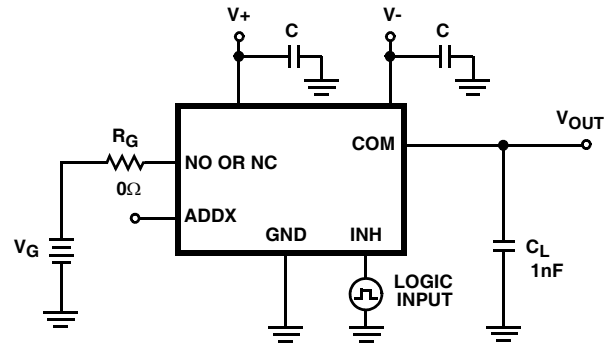 V+
C
V-
C
RG
0Ω
NO OR NC
COM
VOUT
ADDX
VG
GND
INH
LOGIC
INPUT
CL
1nF